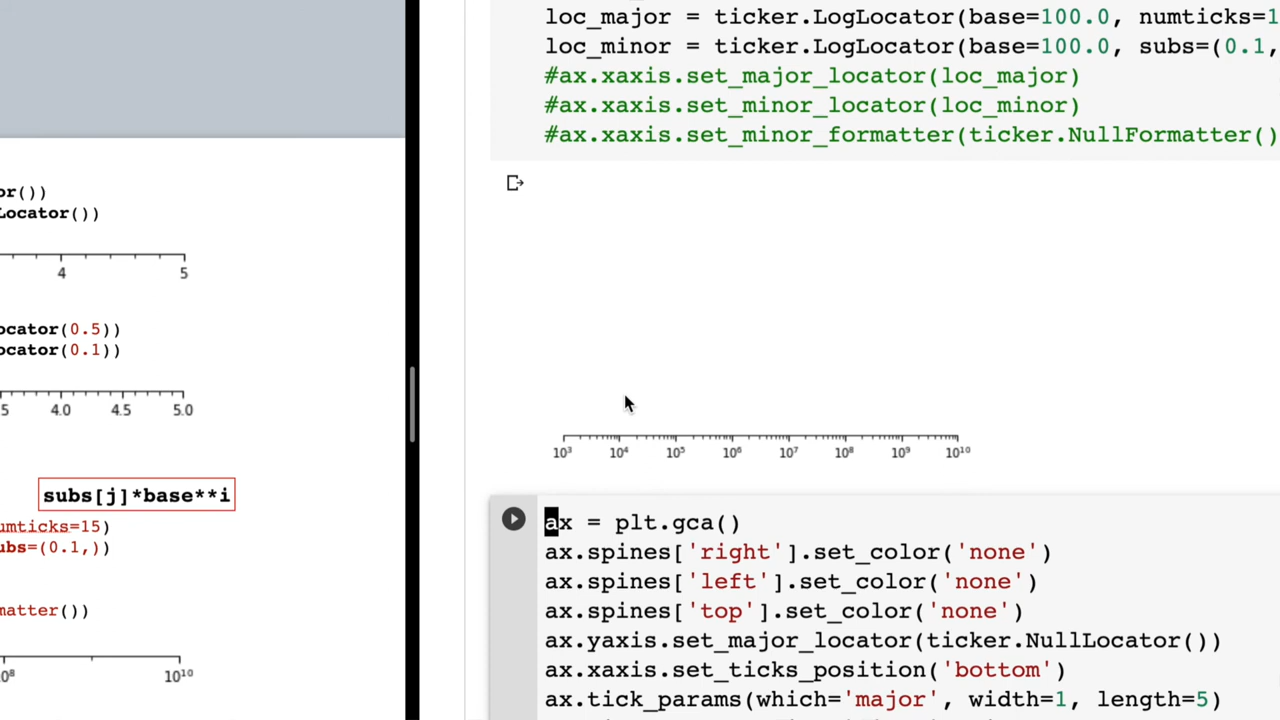 or())
Locator())
4 5
ocator(0.5))
ocator(0.1))
5 4.0 4.5 5.0
subs[j]*base**i
umticks=15)
ubs=(0.1,))
matter())
0⁸ 10¹⁰
loc_major = ticker.LogLocator(base=100.0, numticks=1
loc_minor = ticker.LogLocator(base=100.0, subs=(0.1,
#ax.xaxis.set_major_locator(loc_major)
#ax.xaxis.set_minor_locator(loc_minor)
#ax.xaxis.set_minor_formatter(ticker.NullFormatter()
10³ 10⁴ 10⁵ 10⁶ 10⁷ 10⁸ 10⁹ 10¹⁰
ax = plt.gca()
ax.spines['right'].set_color('none')
ax.spines['left'].set_color('none')
ax.spines['top'].set_color('none')
ax.yaxis.set_major_locator(ticker.NullLocator())
ax.xaxis.set_ticks_position('bottom')
ax.tick_params(which='major', width=1, length=5)